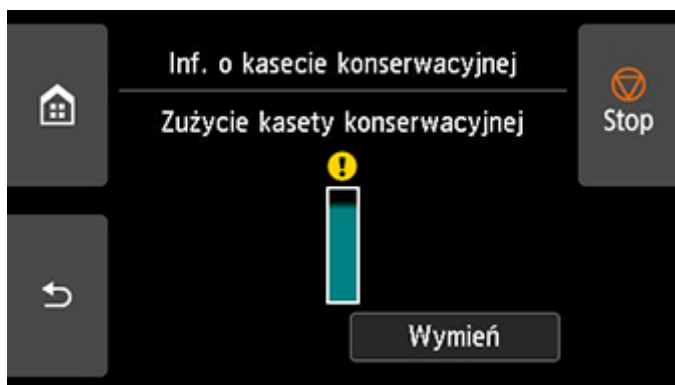 Inf. o kasecie konserwacyjnej
Stop
Zużycie kasety konserwacyjnej
!
Wymień